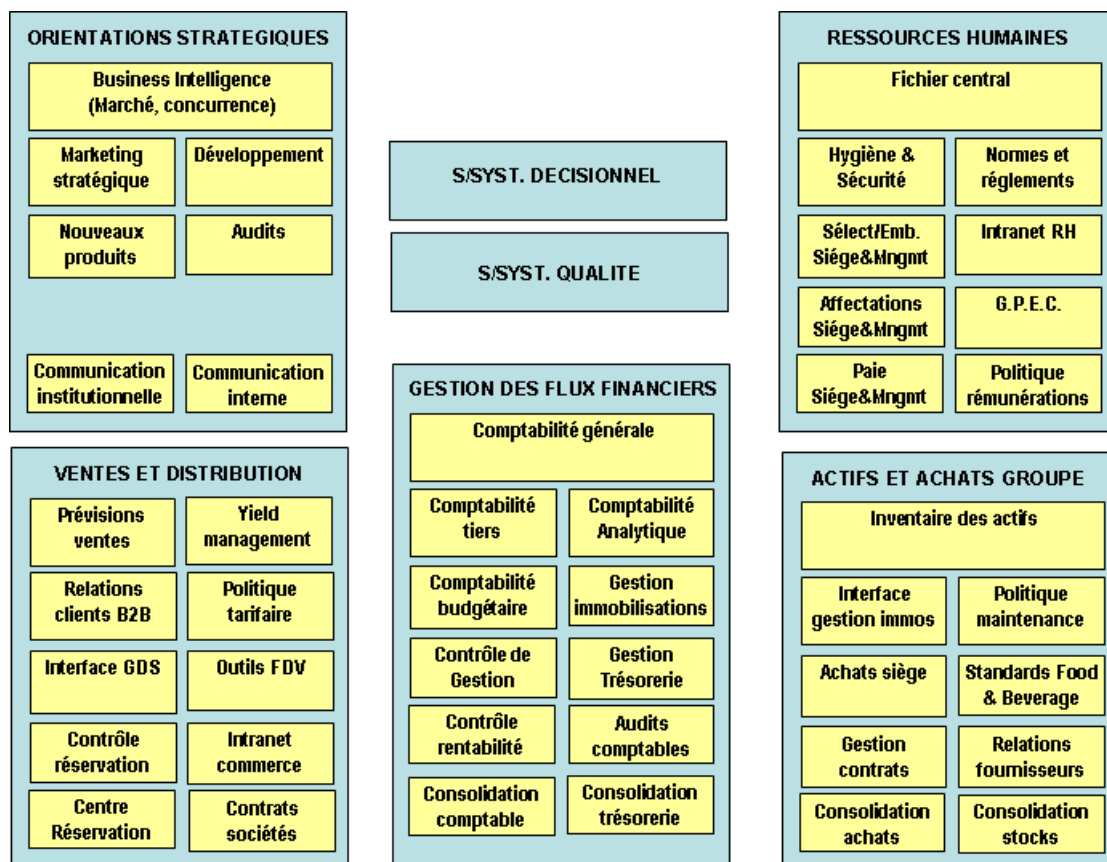 ORIENTATIONS STRATEGIQUES
Business Intelligence
(Marché, concurrence)
Marketing
stratégique
Développement
Nouveaux
produits
Audits
Communication
institutionnelle
Communication
interne
S/SYST. DECISIONNEL
S/SYST. QUALITE
RESSOURCES HUMAINES
Fichier central
Hygiène &
Sécurité
Normes et
réglements
Sélect/Emb.
Siége&Mngmt
Intranet RH
Affectations
Siége&Mngmt
G.P.E.C.
Paie
Siége&Mngmt
Politique
rémunérations
VENTES ET DISTRIBUTION
Prévisions
ventes
Yield
management
Relations
clients B2B
Politique
tarifaire
Interface GDS
Outils FDV
Contrôle
réservation
Intranet
commerce
Centre
Réservation
Contrats
sociétés
GESTION DES FLUX FINANCIERS
Comptabilité générale
Comptabilité
tiers
Comptabilité
Analytique
Comptabilité
budgétaire
Gestion
immobilisations
Contrôle de
Gestion
Gestion
Trésorerie
Contrôle
rentabilité
Audits
comptables
Consolidation
comptable
Consolidation
trésorerie
ACTIFS ET ACHATS GROUPE
Inventaire des actifs
Interface
gestion immos
Politique
maintenance
Achats siège
Standards Food
& Beverage
Gestion
contrats
Relations
fournisseurs
Consolidation
achats
Consolidation
stocks